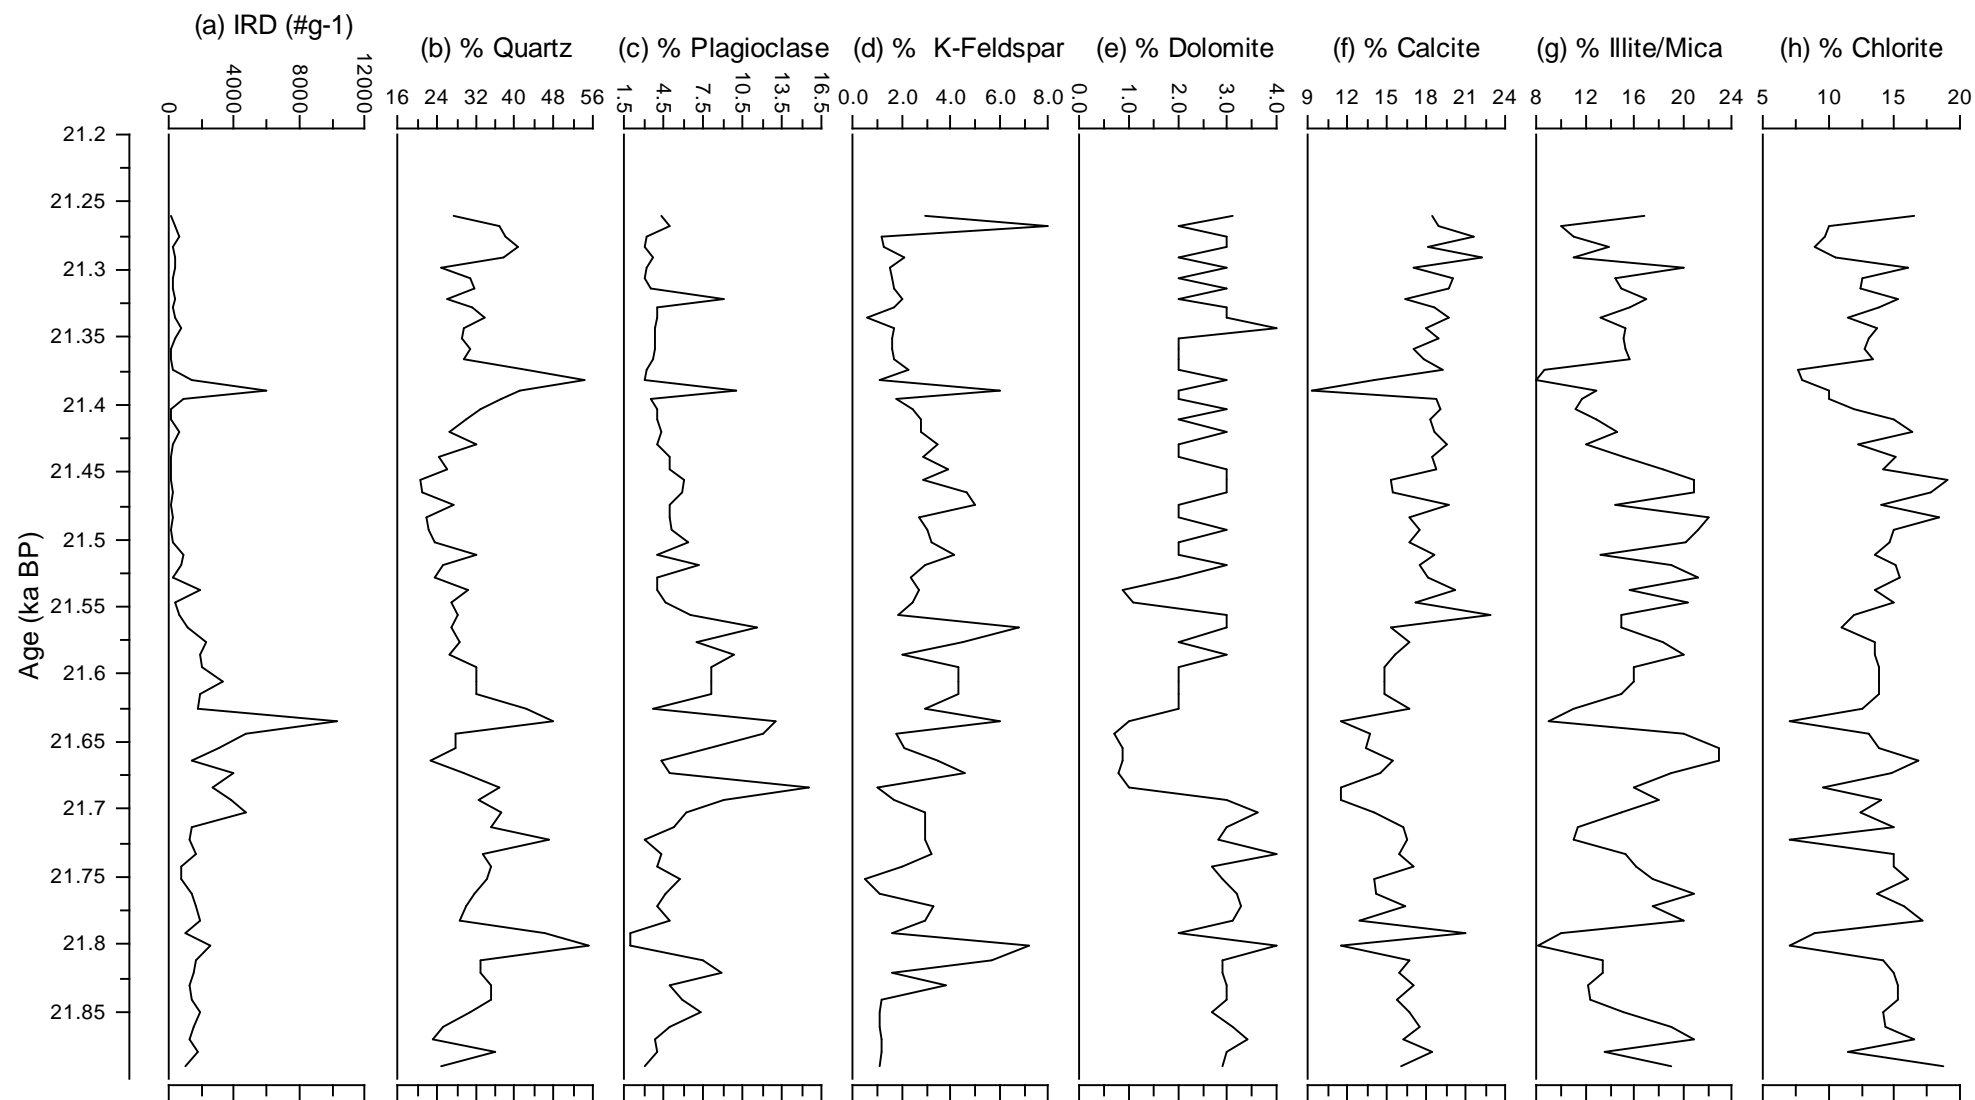 (a) IRD (#g-1)
(b) % Quartz
(c) % Plagioclase
(d) % K-Feldspar
(e) % Dolomite
(f) % Calcite
(g) % Illite/Mica
(h) % Chlorite
0 4000 8000 12000
16 24 32 40 48 56
1.5 4.5 7.5 10.5 13.5 16.5
0.0 2.0 4.0 6.0 8.0
0.0 1.0 2.0 3.0 4.0
9 12 15 18 21 24
8 12 16 20 24
5 10 15 20
21.2
21.25
21.3
21.35
21.4
21.45
21.5
21.55
21.6
21.65
21.7
21.75
21.8
21.85
Age (ka BP)